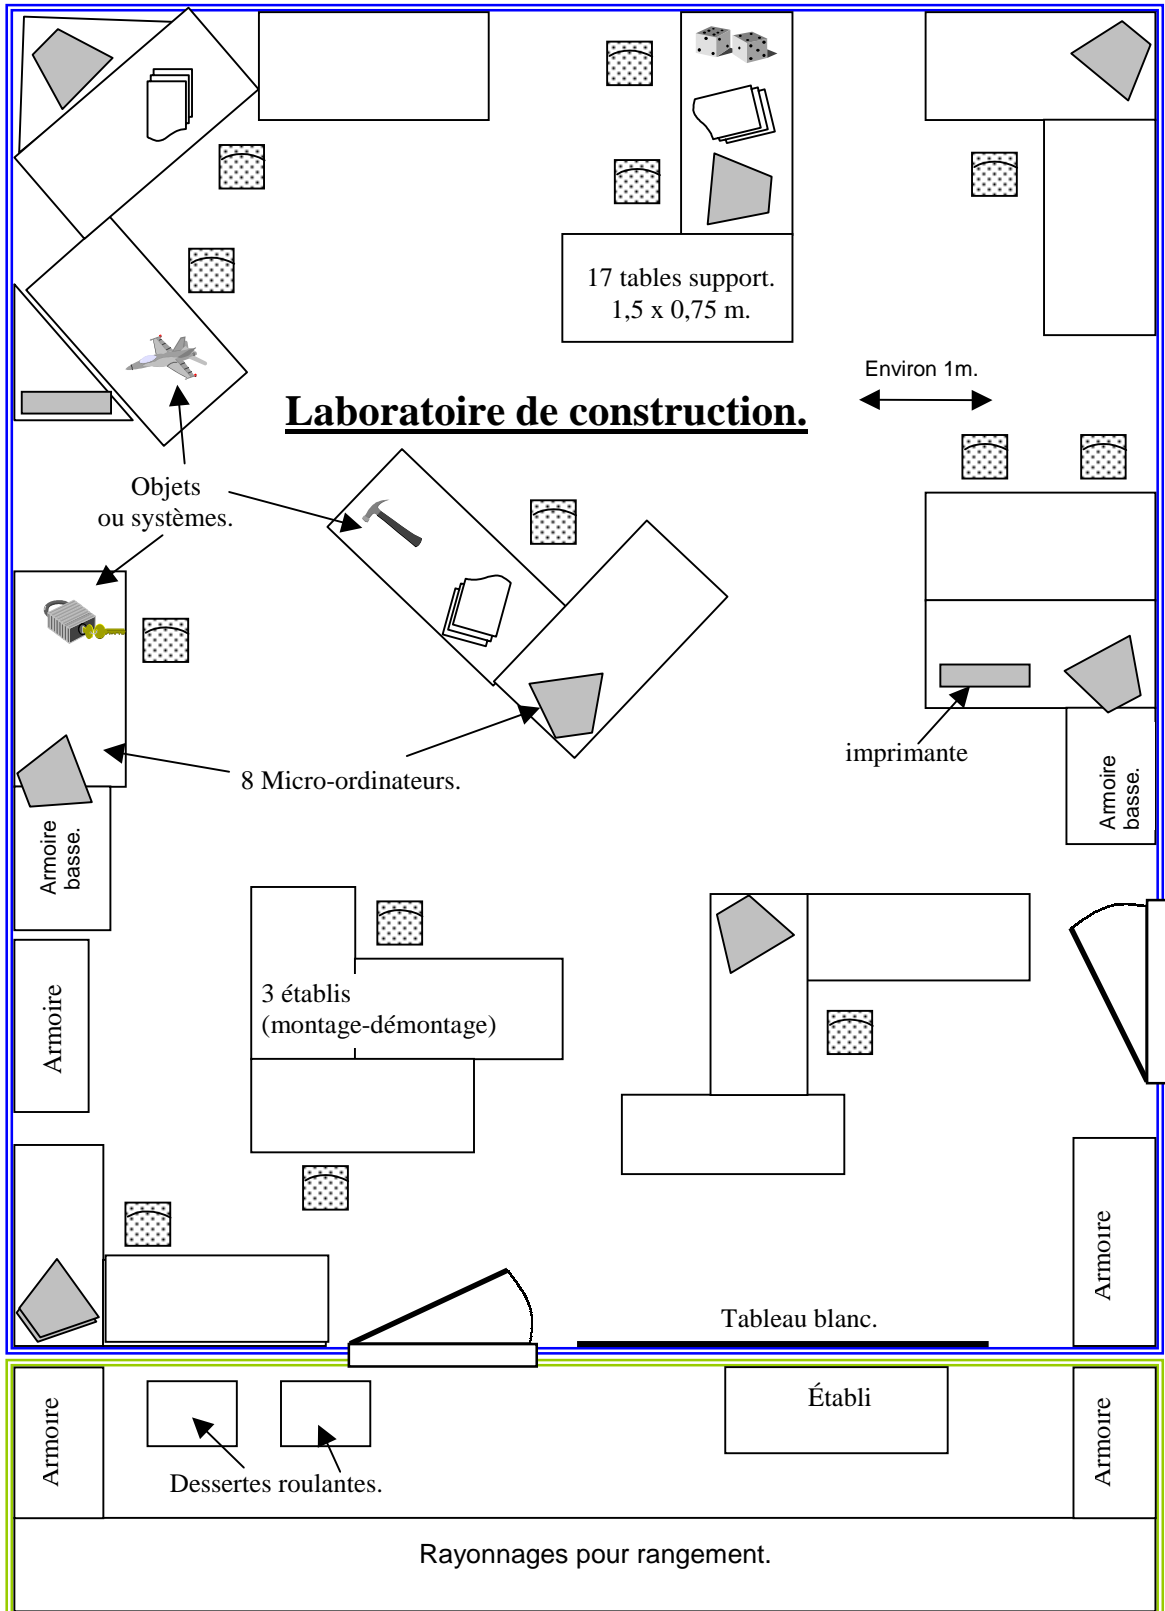 17 tables support.
1,5 x 0,75 m.
Environ 1m.
Laboratoire de construction.
Objets
ou systèmes.
imprimante
8 Micro-ordinateurs.
Armoire
basse.
Armoire
basse.
3 établis
(montage-démontage)
Armoire
Armoire
Tableau blanc.
Armoire
Établi
Armoire
Dessertes roulantes.
Rayonnages pour rangement.